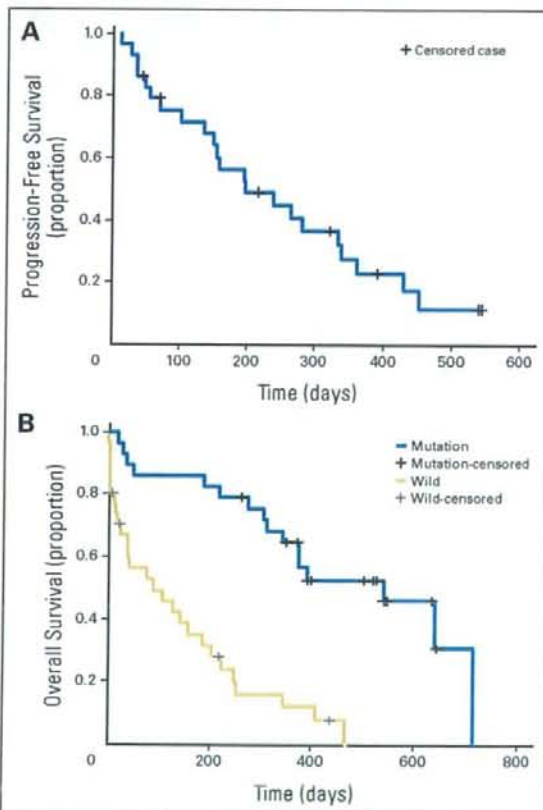 A
Censored case
1.0
0.8
0.6
0.4
0.2
Progression-Free Survival
(proportion)
0 100 200 300 400 500 600
Time (days)
B
Mutation
Mutation-censored
Wild
Wild-censored
1.0
0.8
0.6
0.4
0.2
Overall Survival (proportion)
0 200 400 600 800
Time (days)